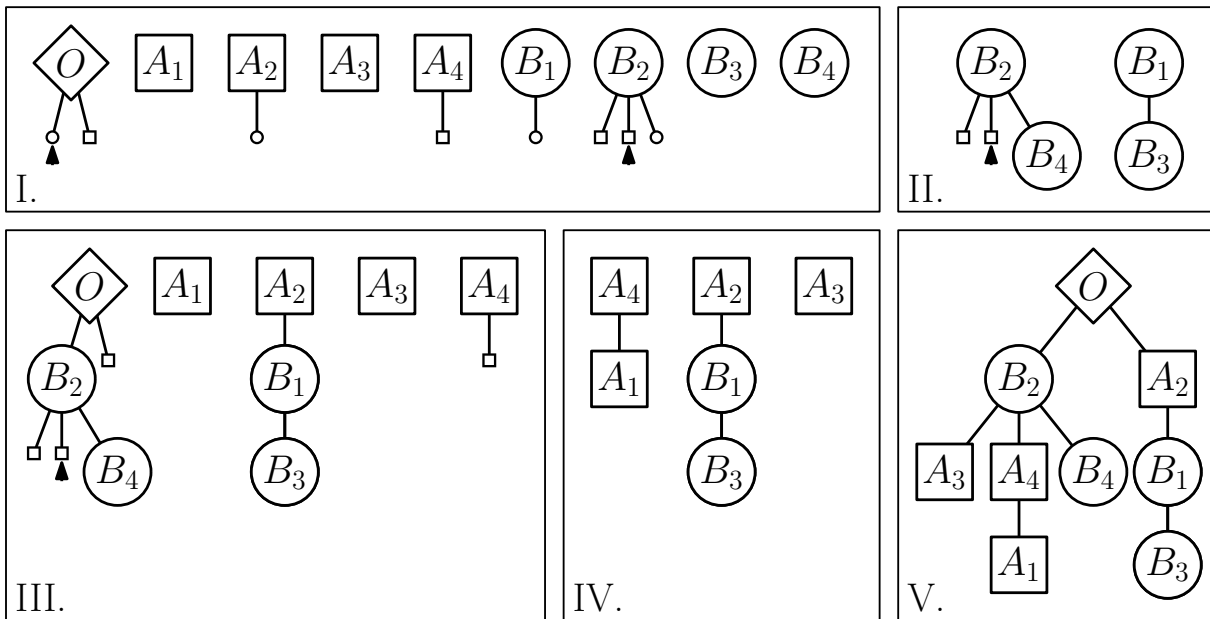 O A₁ A₂ A₃ A₄ B₁ B₂ B₃ B₄
I.
B₂ B₁
B₄ B₃
II.
O A₁ A₂ A₃ A₄
B₂ B₁
B₄ B₃
III.
A₄ A₂ A₃
A₁ B₁
B₃
IV.
O
B₂ A₂
A₃ A₄ B₄ B₁
A₁ B₃
V.